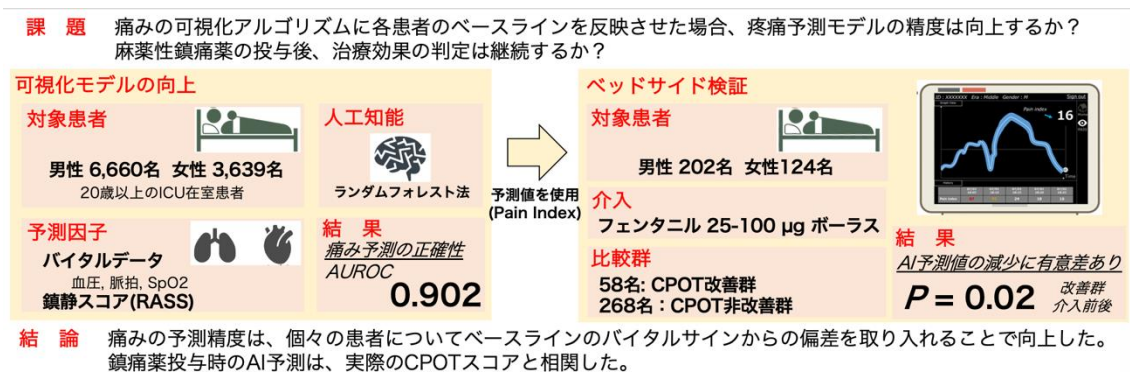 課　題　痛みの可視化アルゴリズムに各患者のベースラインを反映させた場合、疼痛予測モデルの精度は向上するか？
麻薬性鎮痛薬の投与後、治療効果の判定は継続するか？
可視化モデルの向上
対象患者
男性 6,660名 女性 3,639名
20歳以上のICU在室患者
人工知能
ランダムフォレスト法
予測因子
バイタルデータ
血圧, 脈拍, SpO2
鎮静スコア(RASS)
結　果
痛み予測の正確性
AUROC
0.902
予測値を使用
(Pain Index)
ベッドサイド検証
対象患者
男性 202名 女性124名
介入
フェンタニル 25-100 μg ボーラス
比較群
58名: CPOT改善群
268名：CPOT非改善群
ID : XXXXXXX Era : Middle Gender : M
Pain Index
16
Pain Index
結　果
AI予測値の減少に有意差あり
P = 0.02
改善群
介入前後
結　論　痛みの予測精度は、個々の患者についてベースラインのバイタルサインからの偏差を取り入れることで向上した。
鎮痛薬投与時のAI予測は、実際のCPOTスコアと相関した。